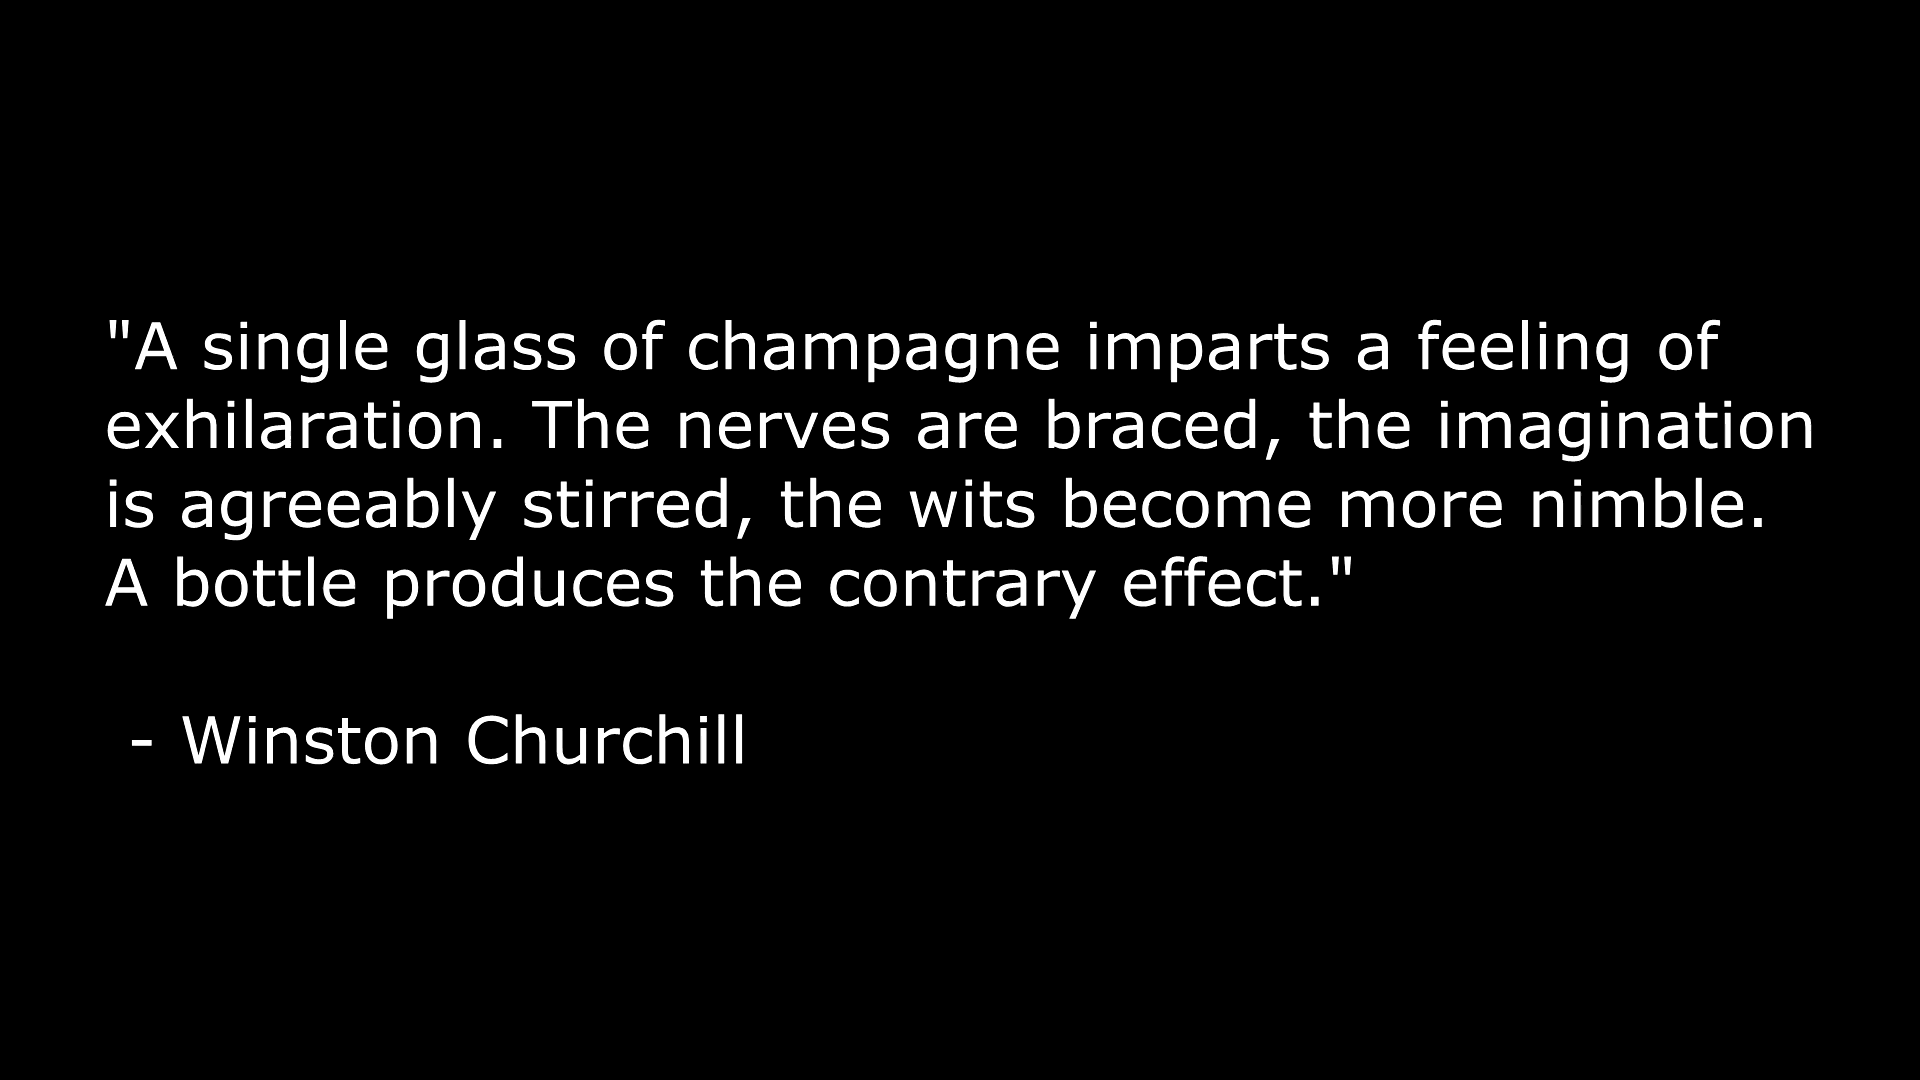 "A single glass of champagne imparts a feeling of
exhilaration. The nerves are braced, the imagination
is agreeably stirred, the wits become more nimble.
A bottle produces the contrary effect."
- Winston Churchill